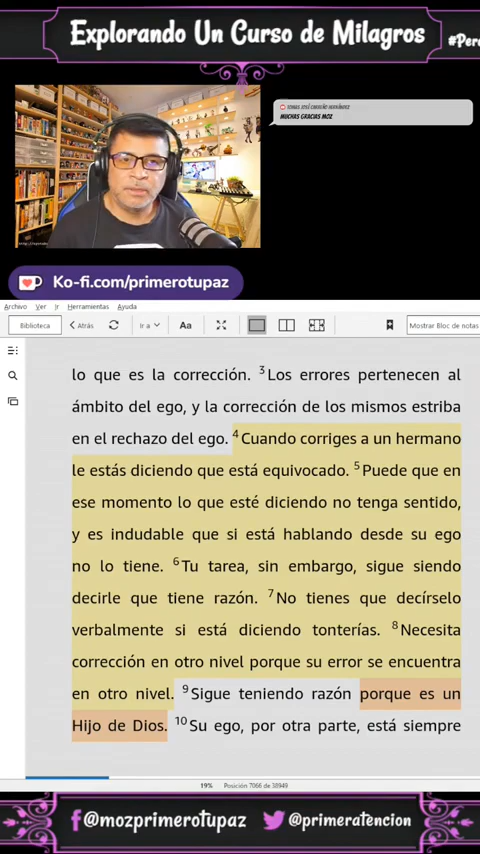 Explorando Un Curso de Milagros
MUCHAS GRACIAS MOZ
Ko-fi.com/primerotupaz
Archivo Ver Ir Herramientas Ayuda
Biblioteca Atrás Ir a Aa Mostrar Bloc de notas
lo que es la corrección. 3Los errores pertenecen al
ámbito del ego, y la corrección de los mismos estriba
en el rechazo del ego. 4Cuando corriges a un hermano
le estás diciendo que está equivocado. 5Puede que en
ese momento lo que esté diciendo no tenga sentido,
y es indudable que si está hablando desde su ego
no lo tiene. 6Tu tarea, sin embargo, sigue siendo
decirle que tiene razón. 7No tienes que decírselo
verbalmente si está diciendo tonterías. 8Necesita
corrección en otro nivel porque su error se encuentra
en otro nivel. 9Sigue teniendo razón porque es un
Hijo de Dios. 10Su ego, por otra parte, está siempre
19% Posición 7066 de 38949
@mozprimerotupaz @primeratencion